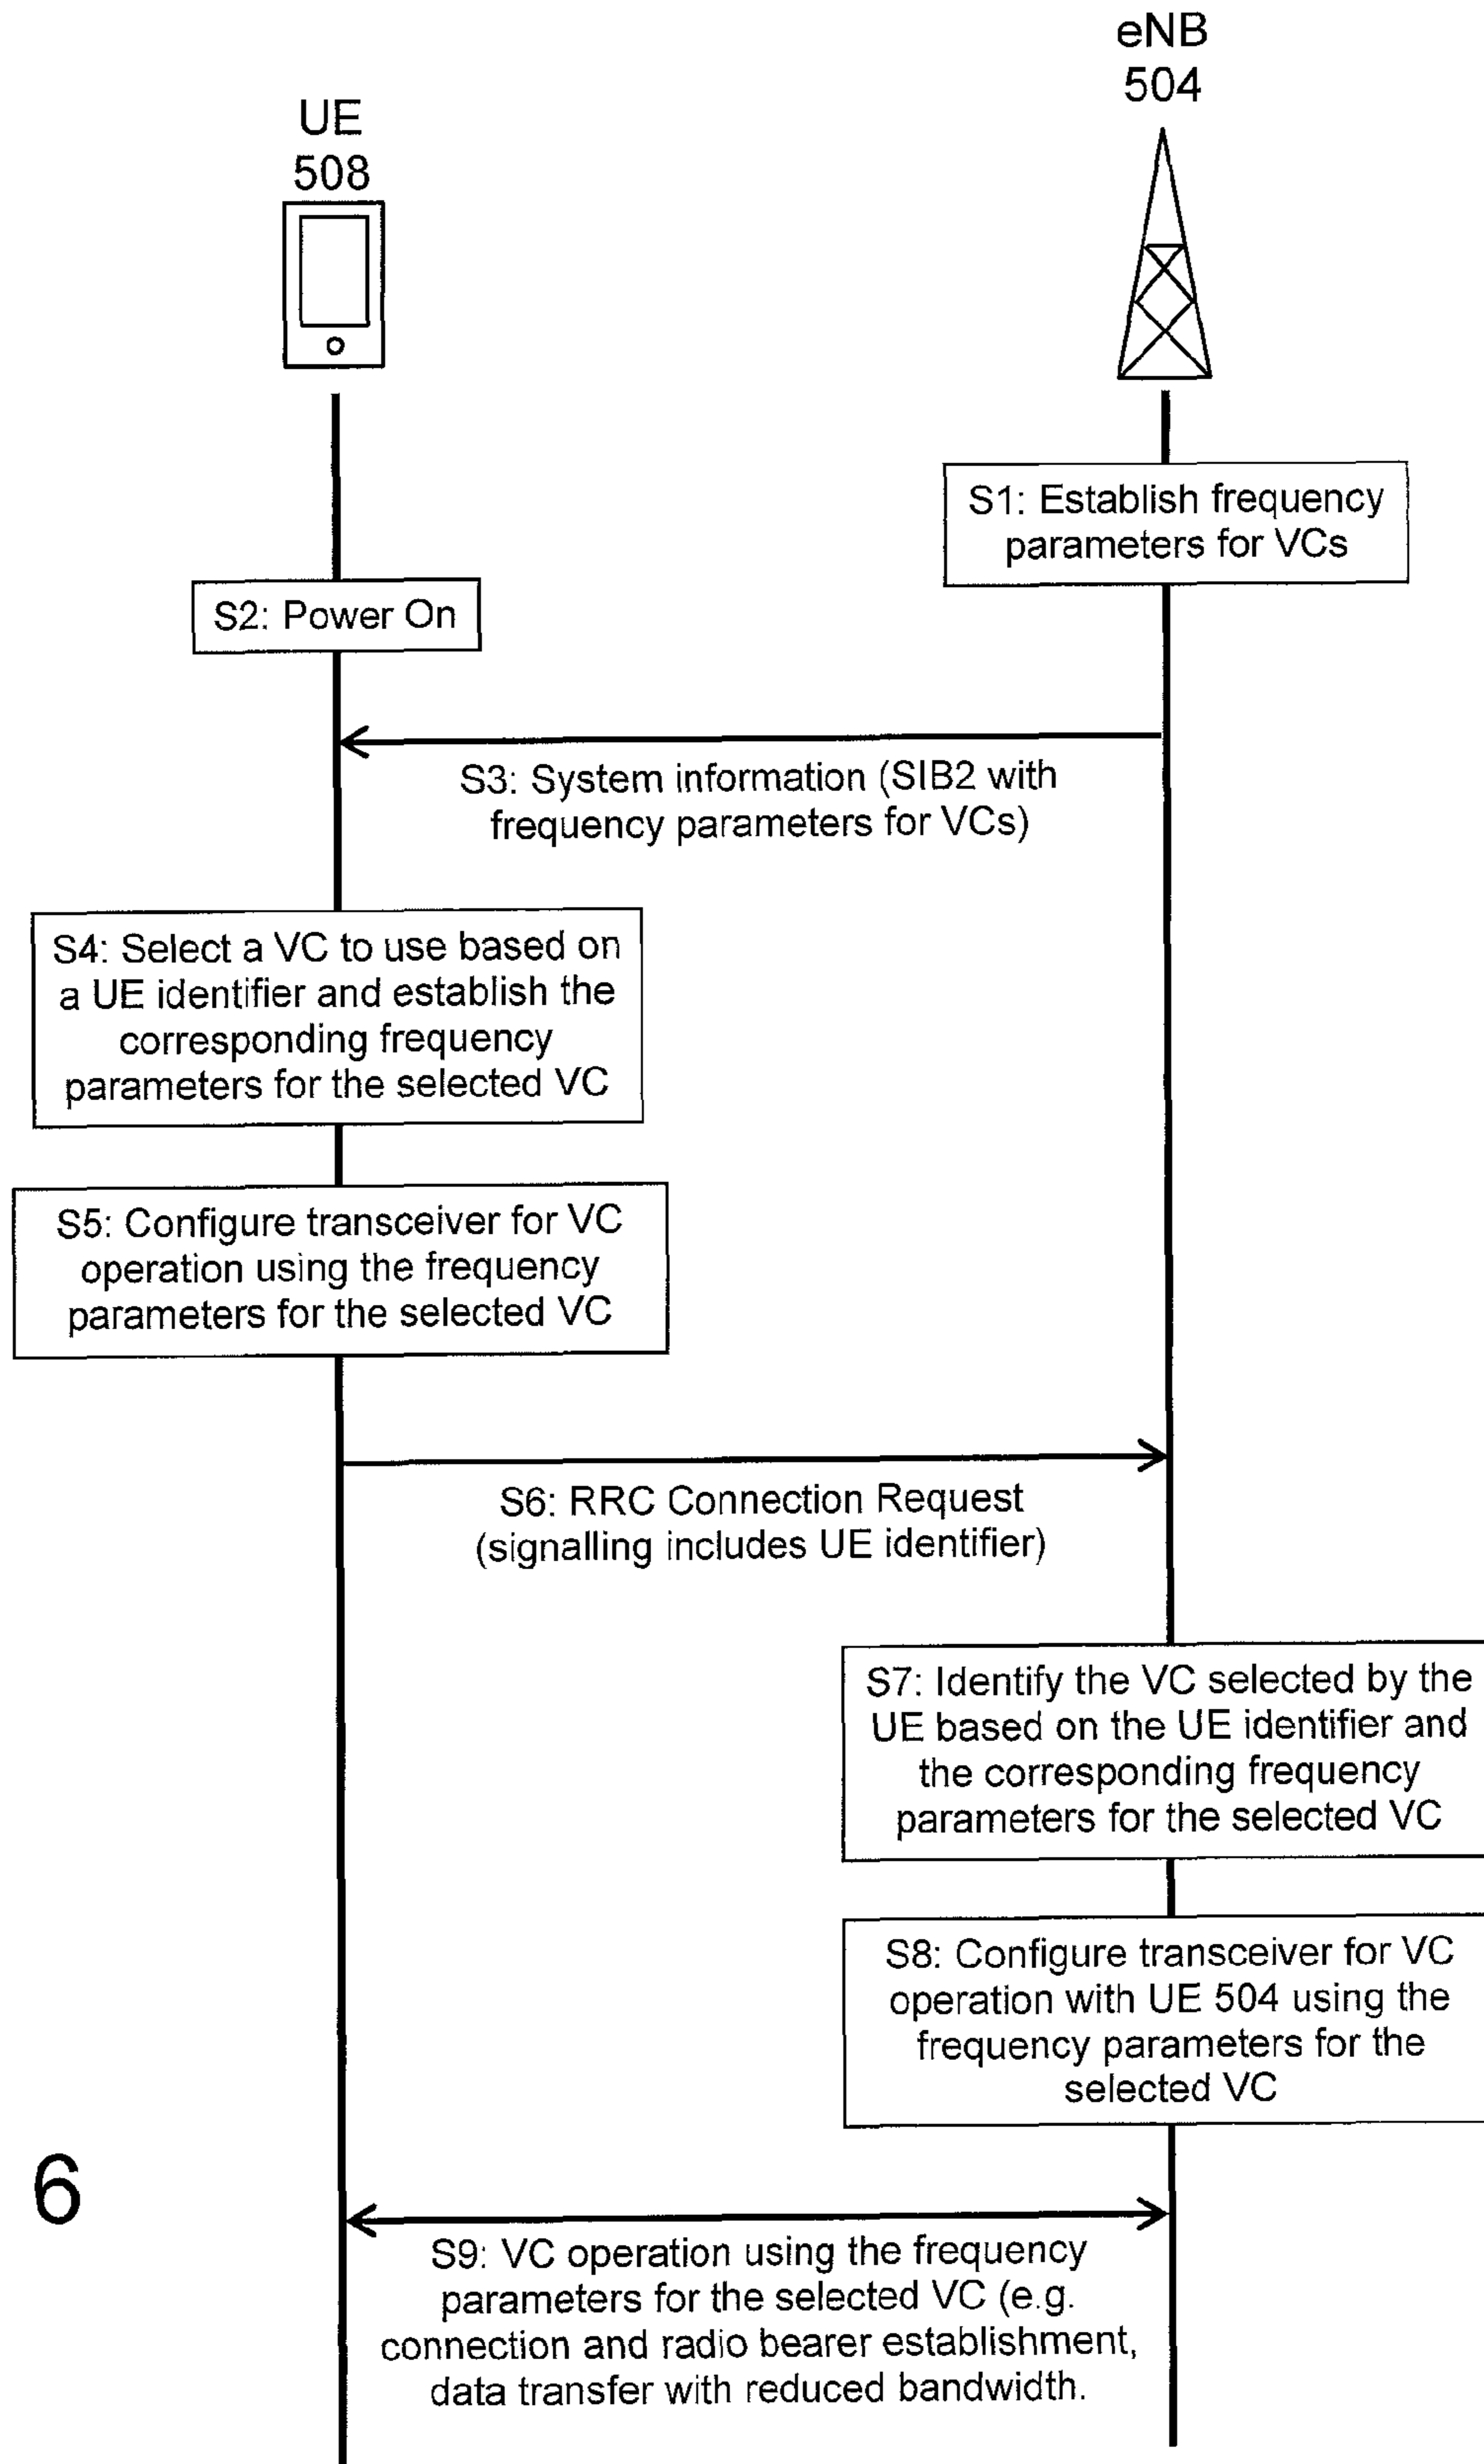 eNB
504
UE
508
S1: Establish frequency
parameters for VCs
S2: Power On
S3: System information (SIB2 with
frequency parameters for VCs)
S4: Select a VC to use based on
a UE identifier and establish the
corresponding frequency
parameters for the selected VC
S5: Configure transceiver for VC
operation using the frequency
parameters for the selected VC
S6: RRC Connection Request
(signalling includes UE identifier)
S7: Identify the VC selected by the
UE based on the UE identifier and
the corresponding frequency
parameters for the selected VC
S8: Configure transceiver for VC
operation with UE 504 using the
frequency parameters for the
selected VC
6
S9: VC operation using the frequency
parameters for the selected VC (e.g.
connection and radio bearer establishment,
data transfer with reduced bandwidth.